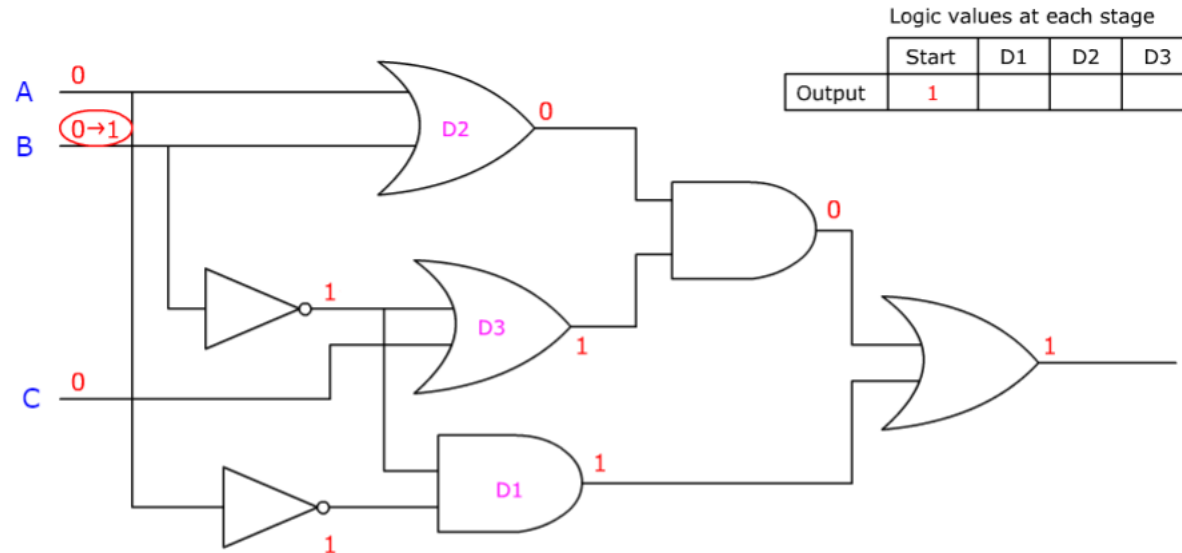 Logic values at each stage
Start D1 D2 D3
Output 1
0
A
0→1
B
D2
0
0
1
D3
1
1
0
C
1
D1
1